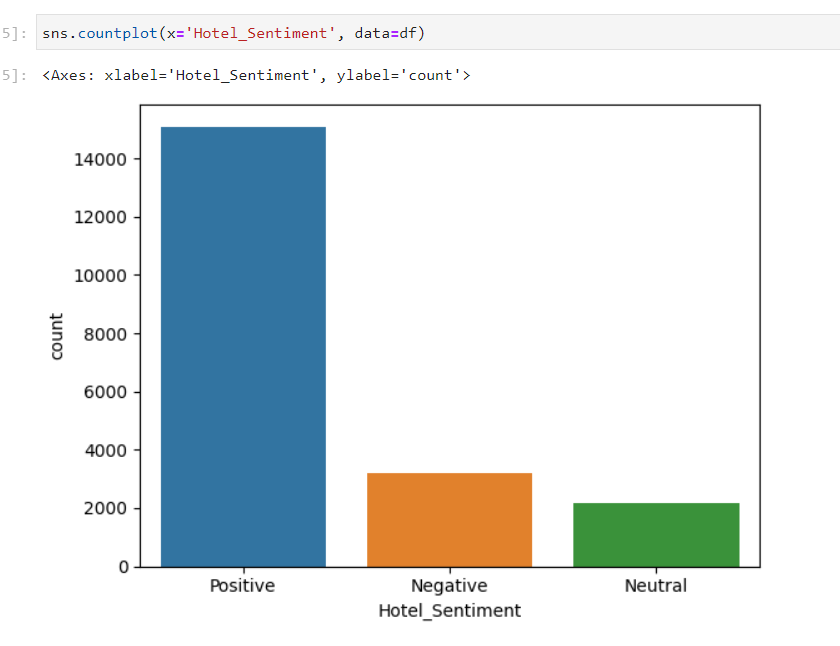 5]: sns.countplot(x='Hotel_Sentiment', data=df)
5]: <Axes: xlabel='Hotel_Sentiment', ylabel='count'>
14000
12000
10000
8000
6000
4000
2000
0
count
Positive Negative Neutral
Hotel_Sentiment